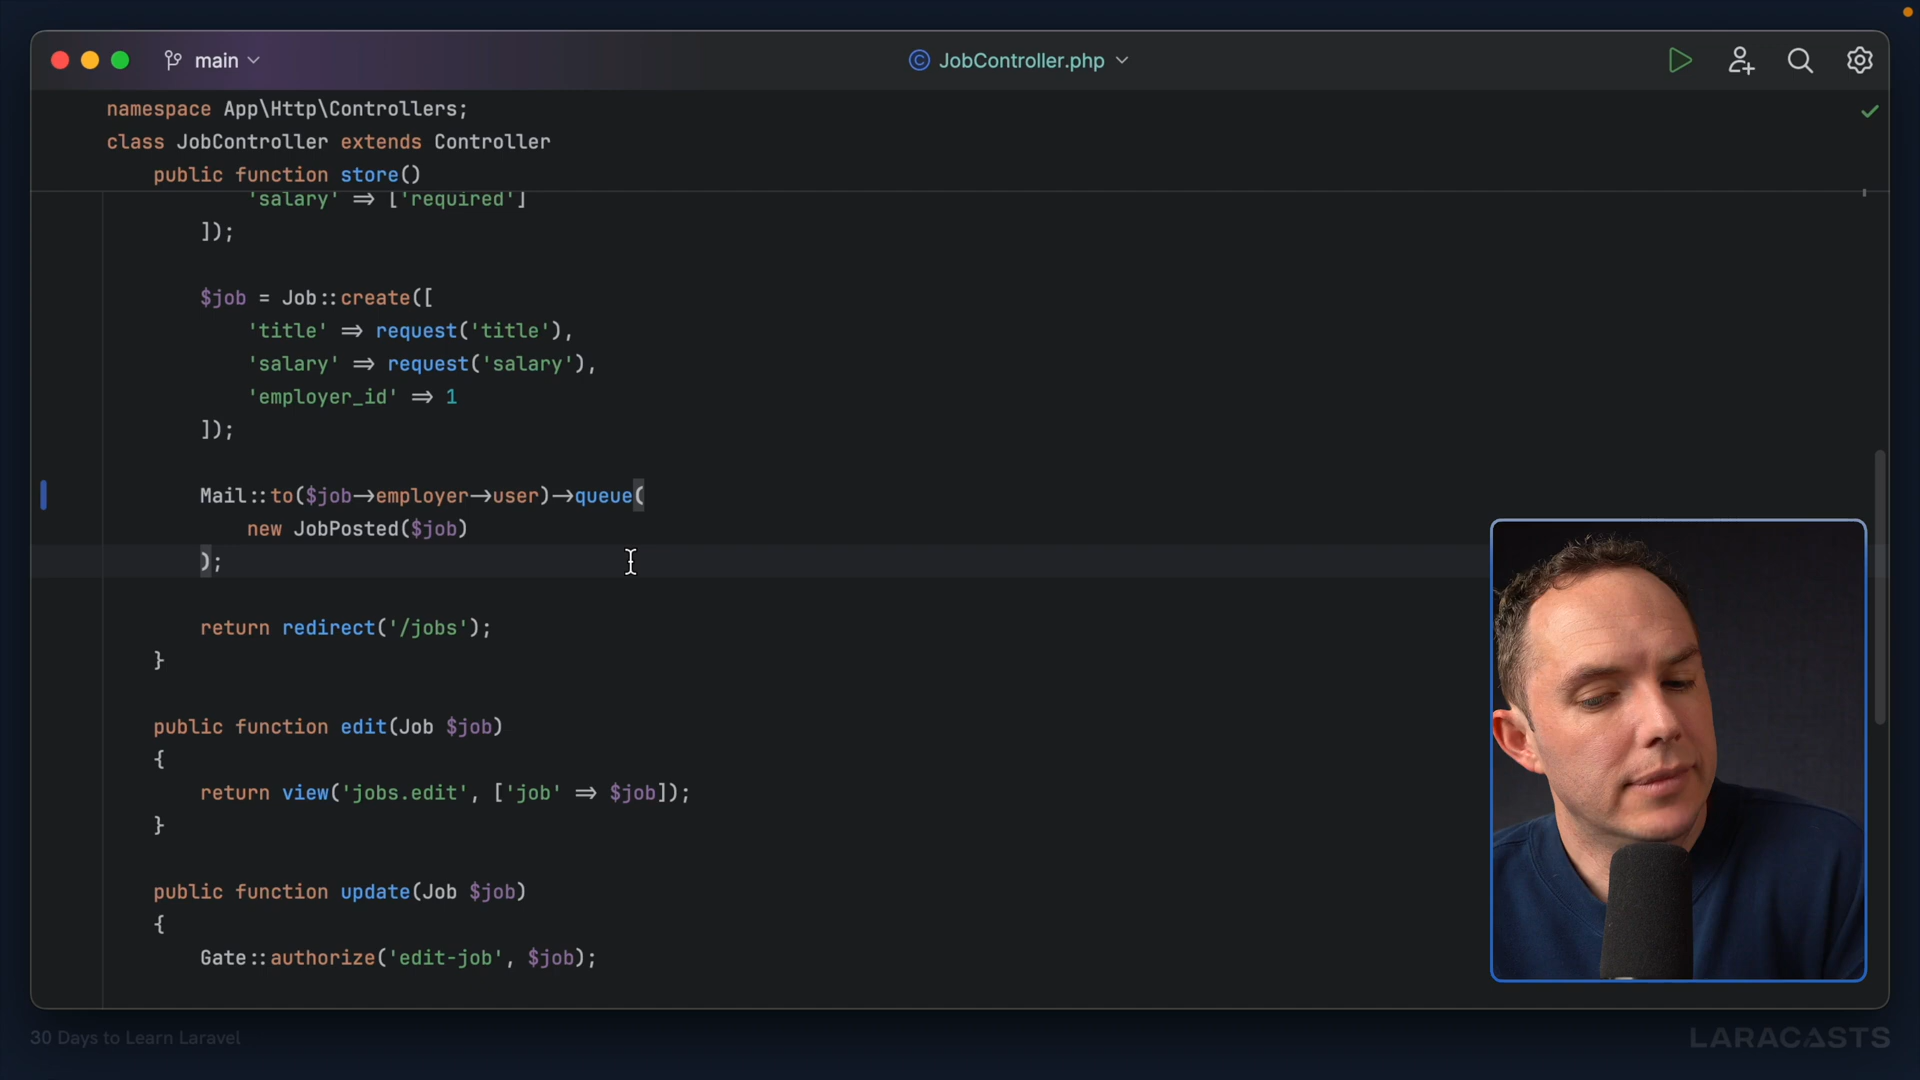 main
JobController.php
namespace App\Http\Controllers;
class JobController extends Controller
public function store()
'salary' => ['required']
]);
$job = Job::create([
'title' => request('title'),
'salary' => request('salary'),
'employer_id' => 1
]);
Mail::to($job->employer->user)->queue(
new JobPosted($job)
);
return redirect('/jobs');
}
public function edit(Job $job)
{
return view('jobs.edit', ['job' => $job]);
}
public function update(Job $job)
{
Gate::authorize('edit-job', $job);
30 Days to Learn Laravel
LARACASTS